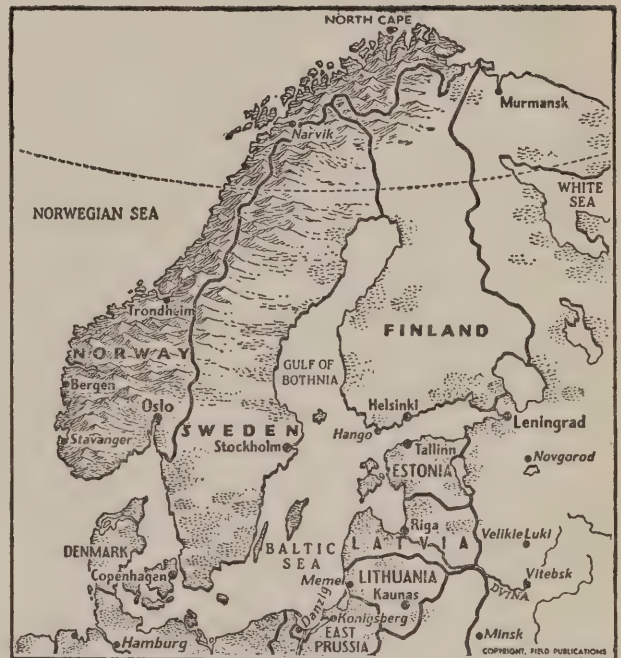 NORTH CAPE
Murmansk
Narvik
WHITE
SEA
NORWEGIAN SEA
Trondheim
FINLAND
NORWAY
GULF OF
BOTHNIA
Bergen
Oslo
Helsinki
Leningrad
SWEDEN
Hango
Stavanger
Stockholm
Tallinn
Novgorod
ESTONIA
Riga
BALTIC
SEA
LATVIA
Velikie Luki
DENMARK
Copenhagen
Memel
LITHUANIA
Kaunas
DVINA
Vitebsk
Danzig
Konigsberg
EAST
PRUSSIA
Hamburg
Minsk
COPYRIGHT, FIELD PUBLICATIONS